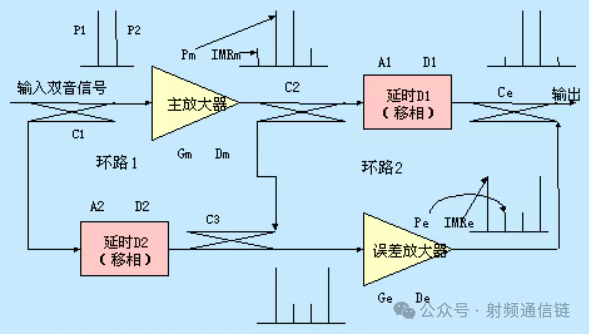 P1 P2
Pm IMRm
输入双音信号
主放大器
C1
C2
A1 D1
延时D1
(移相)
Ce
输出
Gm Dm
环路1
环路2
A2 D2
延时D2
(移相)
C3
Pe IMRe
误差放大器
Ge De
公众号·射频通信链